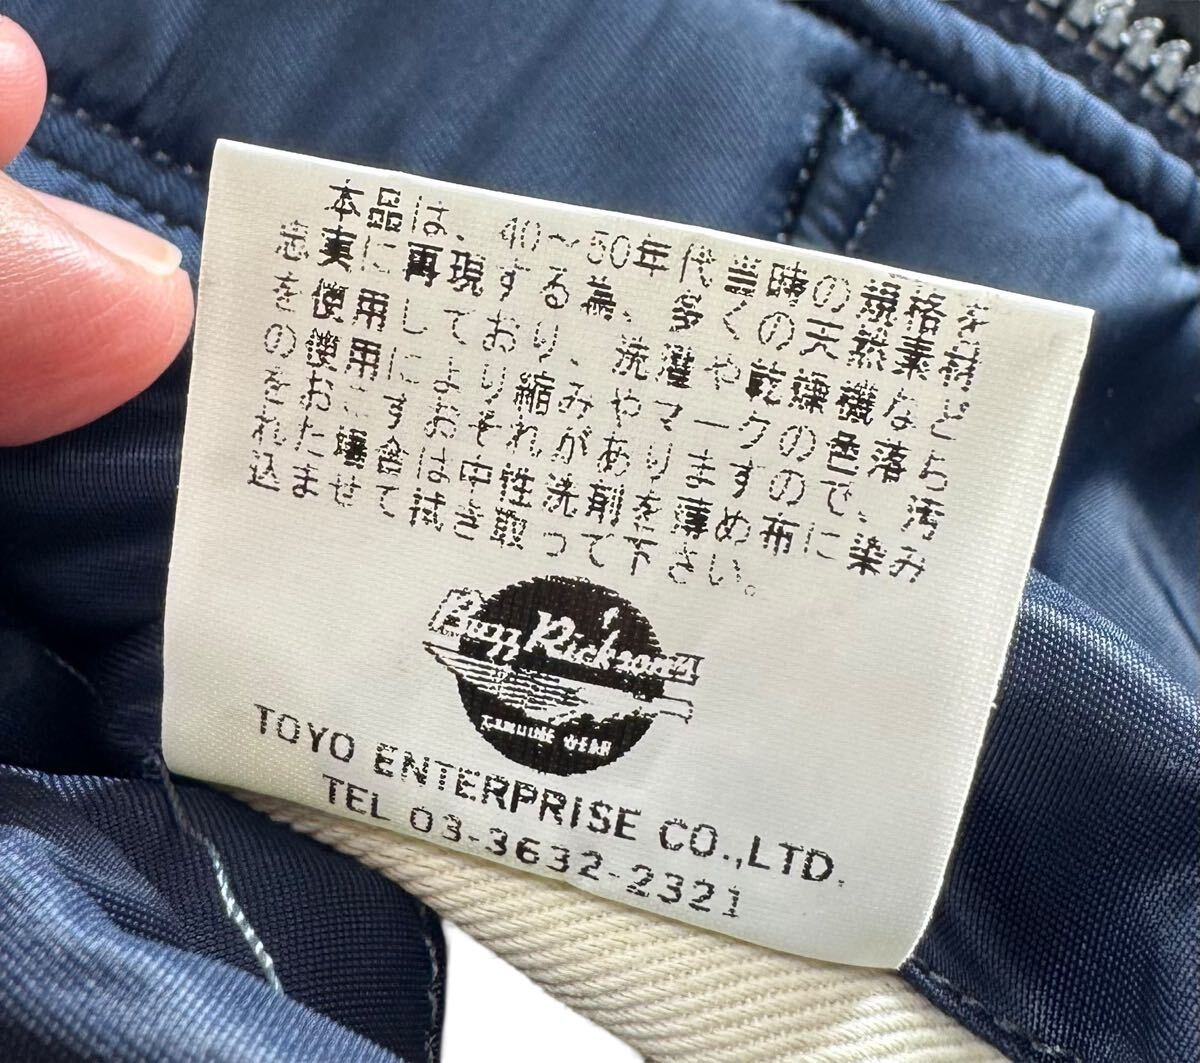 本品は、40〜50年代当時の規格を
忠実に再現する為、多くの天然素材
を使用しており、洗濯や乾燥機など
の使用により縮みやマークの色落ち
をおこすおそれがありますので、汚
れた場合は中性洗剤を薄め布に染み
込ませて拭き取って下さい。
Buzz Rickson's
GENUINE WEAR
TOYO ENTERPRISE CO.,LTD.
TEL 03-3632-2321